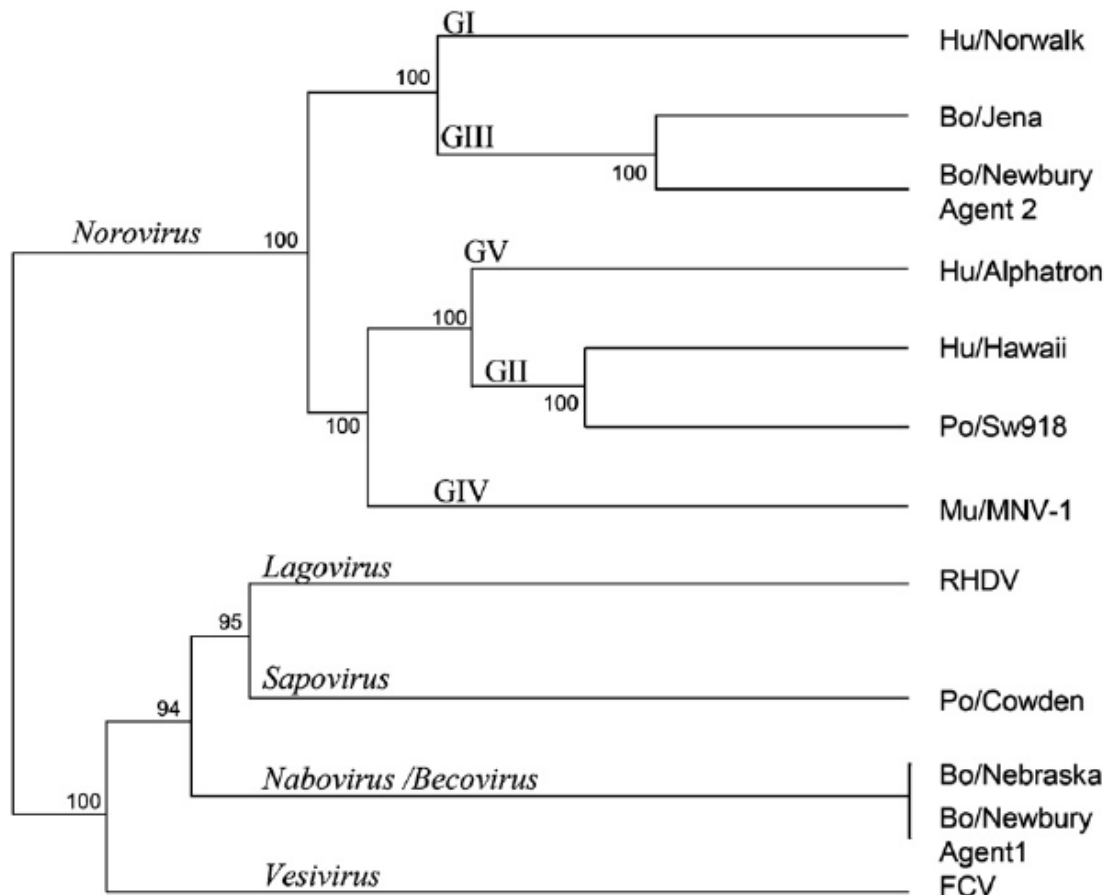 GI
Hu/Norwalk
100
Bo/Jena
GIII
100
Bo/Newbury
Agent 2
Norovirus
100
GV
Hu/Alphatron
100
Hu/Hawaii
GII
100
Po/Sw918
100
GIV
Mu/MNV-1
Lagovirus
RHDV
95
Sapovirus
Po/Cowden
94
Nabovirus /Becovirus
Bo/Nebraska
Bo/Newbury
Agent1
100
Vesivirus
FCV